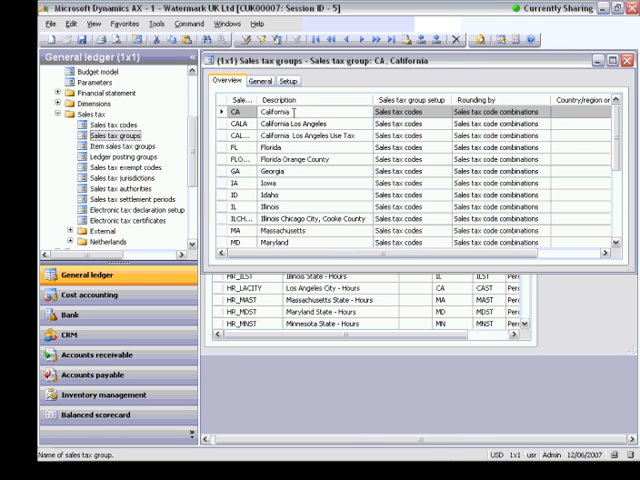 Microsoft Dynamics AX - 1 - Watermark UK Ltd [CUK00007: Session ID - 5]
Currently Sharing
File Edit View Favorites Tools Command Windows Help
General ledger (1x1)
Budget model
Parameters
Financial statement
Dimensions
Sales tax
Sales tax codes
Sales tax groups
Item sales tax groups
Ledger posting groups
Sales tax exempt codes
Sales tax jurisdictions
Sales tax authorities
Sales tax settlement periods
Electronic tax declaration setup
Electronic tax certificates
External
Netherlands
General ledger
Cost accounting
Bank
CRM
Accounts receivable
Accounts payable
Inventory management
Balanced scorecard
(1x1) Sales tax groups - Sales tax group: CA, California
Overview General Setup
Sale... Description Sales tax group setup Rounding by Country/region or
CA California Sales tax codes Sales tax code combinations
CALA California Los Angeles Sales tax codes Sales tax code combinations
CAL... California Los Angeles Use Tax Sales tax codes Sales tax code combinations
FL Florida Sales tax codes Sales tax code combinations
FLO... Florida Orange County Sales tax codes Sales tax code combinations
GA Georgia Sales tax codes Sales tax code combinations
IA Iowa Sales tax codes Sales tax code combinations
ID Idaho Sales tax codes Sales tax code combinations
IL Illinois Sales tax codes Sales tax code combinations
ILCH... Illinois Chicago City, Cooke County Sales tax codes Sales tax code combinations
MA Massachusetts Sales tax codes Sales tax code combinations
MD Maryland Sales tax codes Sales tax code combinations
HR_ILST Illinois State - Hours IL ILST Per
HR_LACITY Los Angeles City - Hours CA CAST Per
HR_MAST Massachusetts State - Hours MA MAST Per
HR_MDST Maryland State - Hours MD MDST Per
HR_MNST Minnesota State - Hours MN MNST Per
Name of sales tax group.
USD 1x1 usr Admin 12/06/2007